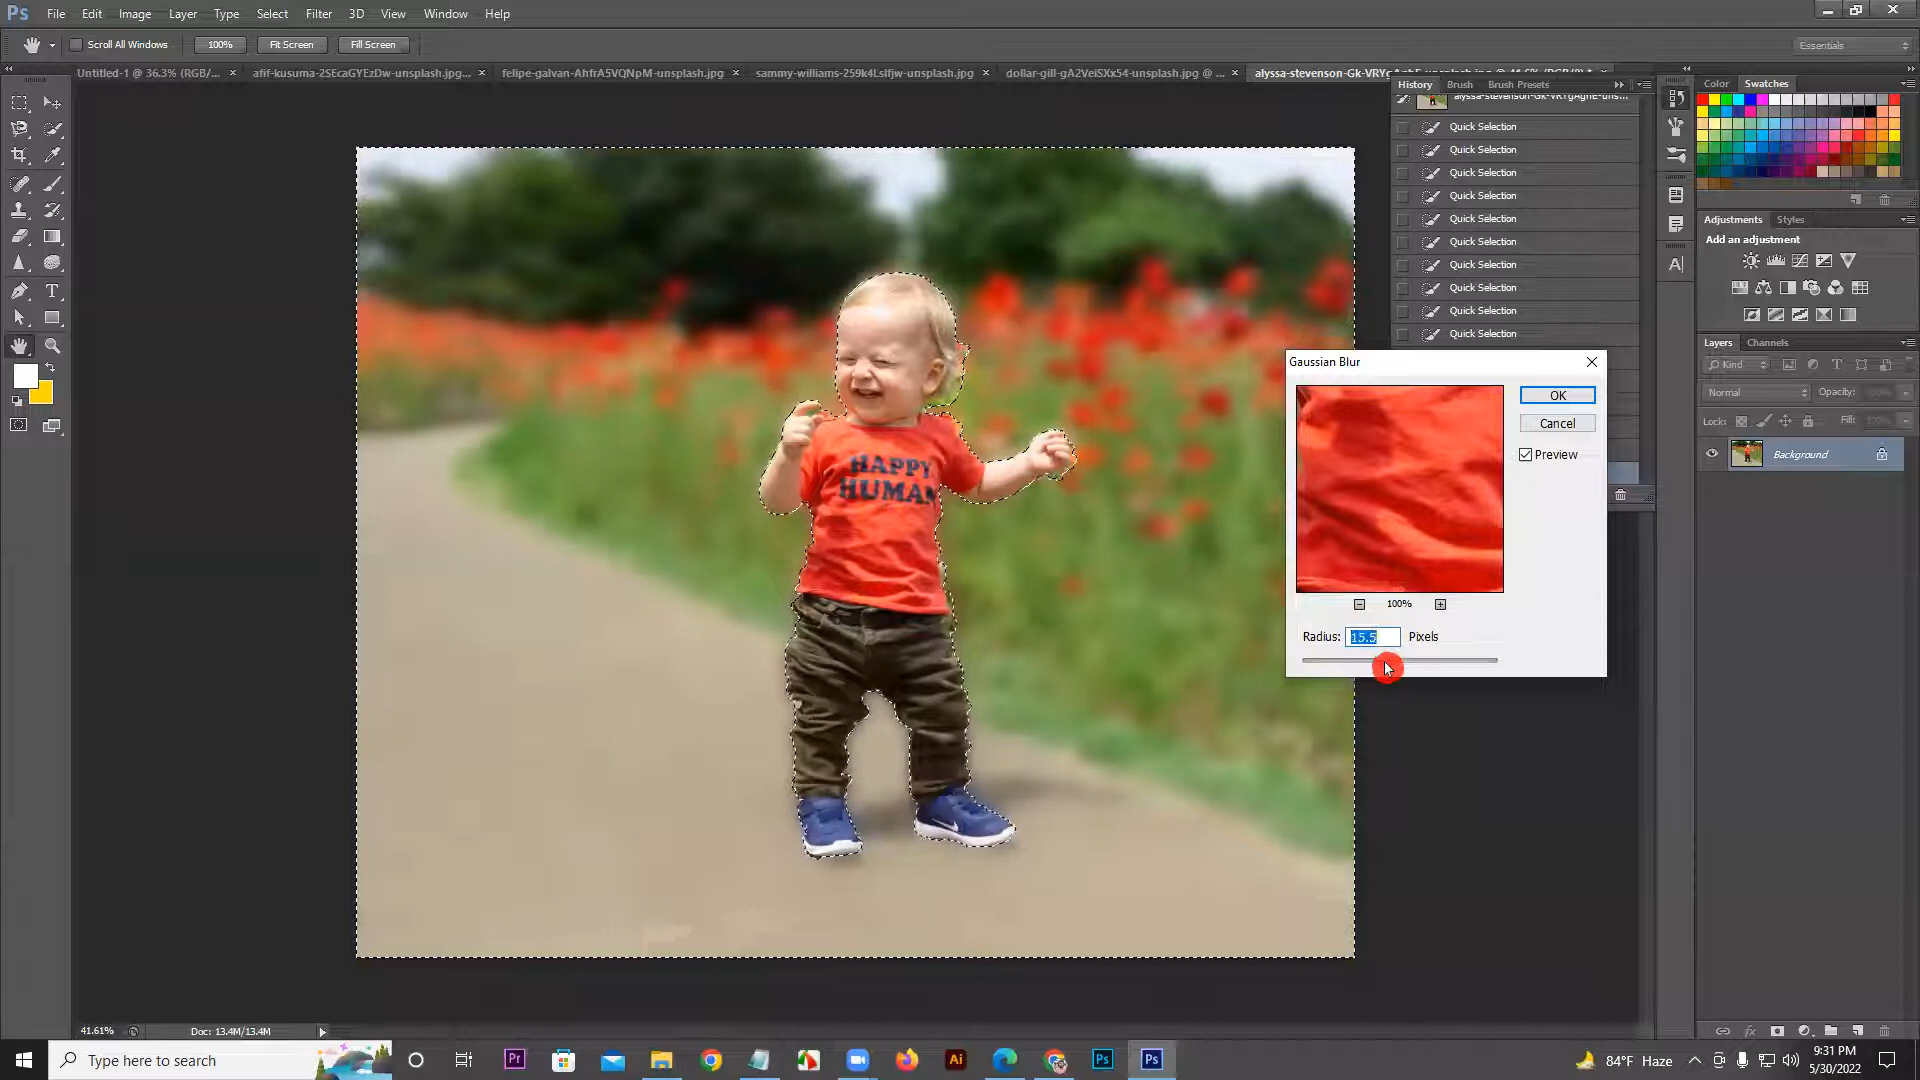 Ps File Edit Image Layer Type Select Filter 3D View Window Help
Scroll All Windows 100% Fit Screen Fill Screen Essentials
Untitled-1 @ 36.3% (RGB/... × afif-kusuma-2SEcaGYEzDw-unsplash.jpg... × felipe-galvan-AhfrA5VQNpM-unsplash.jpg × sammy-williams-259k4Lslfjw-unsplash.jpg × dollar-gill-gA2VeiSXx54-unsplash.jpg @ ... ×
History Brush Brush Presets
Color Swatches
Quick Selection
Quick Selection
Quick Selection
Quick Selection
Quick Selection
Quick Selection
Quick Selection
Quick Selection
Quick Selection
Quick Selection
Adjustments Styles
Add an adjustment
Layers Channels
Kind
Normal Opacity:
Lock: Fill:
Background
Gaussian Blur
OK
Cancel
Preview
100%
Radius: 15.5 Pixels
HAPPY
HUMAN
41.61% Doc: 13.4M/13.4M
Type here to search
Pr
Ai
Ps
Ps
84°F Haze
9:31 PM
5/30/2022